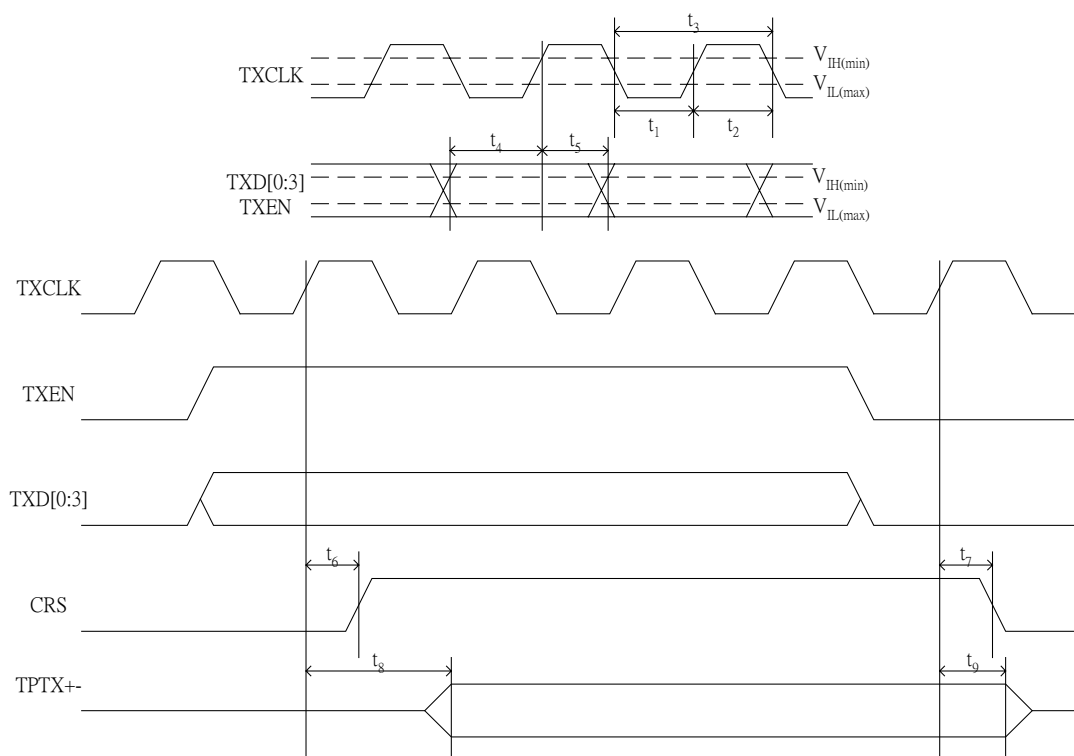 t3
TXCLK
VIH(min)
VIL(max)
t1
t2
t4
t5
TXD[0:3]
TXEN
VIH(min)
VIL(max)
TXCLK
TXEN
TXD[0:3]
t6
t7
CRS
t8
t9
TPTX+-